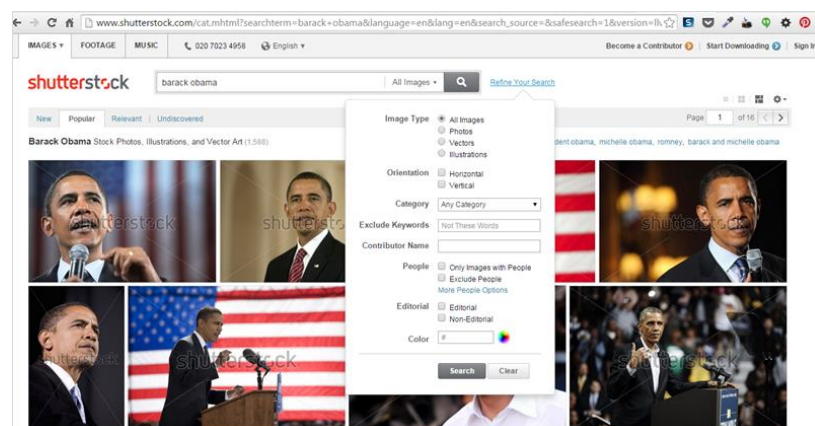 www.shutterstock.com/cat.mhtml?searchterm=barack+obama&language=en&lang=en&search_source=&safesearch=1&version=
IMAGES FOOTAGE MUSIC 020 7023 4958 English Become a Contributor Start Downloading Sign In
shutterstock barack obama All Images Refine Your Search
New Popular Relevant Undiscovered Page 1 of 16
Barack Obama Stock Photos, Illustrations, and Vector Art (1,568) obama, michelle obama, romney, barack and michelle obama
Image Type All Images
Photos
Vectors
Illustrations
Orientation Horizontal
Vertical
Category Any Category
Exclude Keywords Not These Words
Contributor Name
People Only Images with People
Exclude People
More People Options
Editorial Editorial
Non-Editorial
Color #
Search Clear
shutterstock
shutterstock
shutterstock
shutterstock